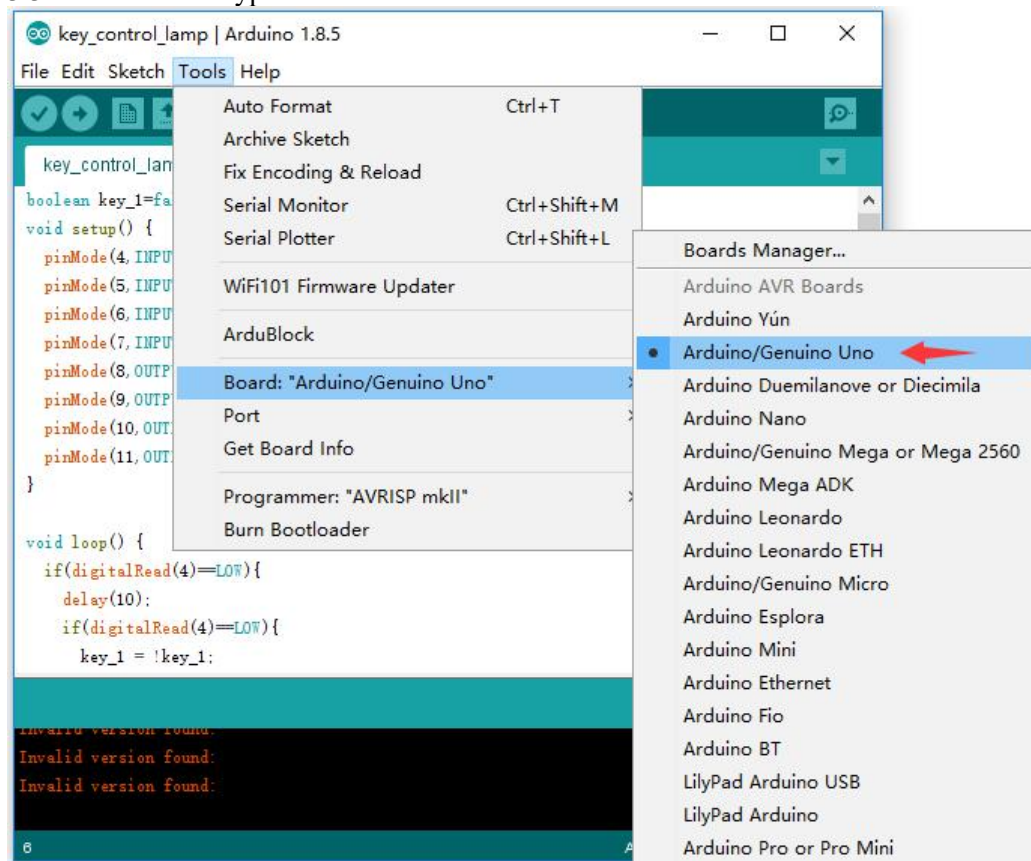 key_control_lamp | Arduino 1.8.5
File Edit Sketch Tools Help
Auto Format Ctrl+T
Archive Sketch
Fix Encoding & Reload
Serial Monitor Ctrl+Shift+M
Serial Plotter Ctrl+Shift+L
WiFi101 Firmware Updater
ArduBlock
Board: "Arduino/Genuino Uno"
Port
Get Board Info
Programmer: "AVRISP mkII"
Burn Bootloader
Boards Manager...
Arduino AVR Boards
Arduino Yún
Arduino/Genuino Uno
Arduino Duemilanove or Diecimila
Arduino Nano
Arduino/Genuino Mega or Mega 2560
Arduino Mega ADK
Arduino Leonardo
Arduino Leonardo ETH
Arduino/Genuino Micro
Arduino Esplora
Arduino Mini
Arduino Ethernet
Arduino Fio
Arduino BT
LilyPad Arduino USB
LilyPad Arduino
Arduino Pro or Pro Mini
key_control_lam
boolean key_1=fa
void setup() {
pinMode(4,INPU
pinMode(5,INPU
pinMode(6,INPU
pinMode(7,INPU
pinMode(8,OUTP
pinMode(9,OUTP
pinMode(10,OUT
pinMode(11,OUT
}
void loop() {
if(digitalRead(4)==LOW){
delay(10);
if(digitalRead(4)==LOW){
key_1 = !key_1;
Invalid version found:
Invalid version found:
Invalid version found:
6